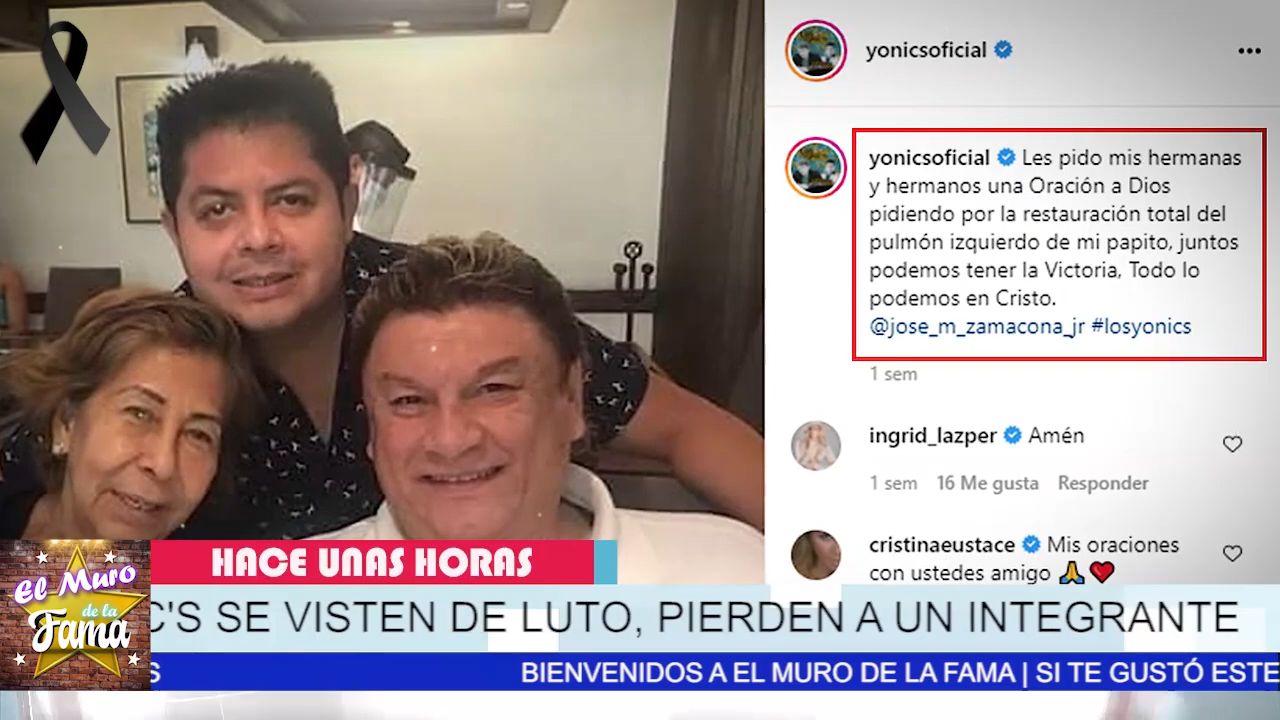 yonicsoficial
yonicsoficial Les pido mis hermanas
y hermanos una Oración a Dios
pidiendo por la restauración total del
pulmón izquierdo de mi papito, juntos
podemos tener la Victoria, Todo lo
podemos en Cristo.
@jose_m_zamacona_jr #losyonics
1 sem
ingrid_lazper Amén
1 sem 16 Me gusta Responder
cristinaeustace Mis oraciones
con ustedes amigo 🙏❤️
HACE UNAS HORAS
El Muro
de la
Fama
C'S SE VISTEN DE LUTO, PIERDEN A UN INTEGRANTE
S BIENVENIDOS A EL MURO DE LA FAMA | SI TE GUSTÓ ESTE